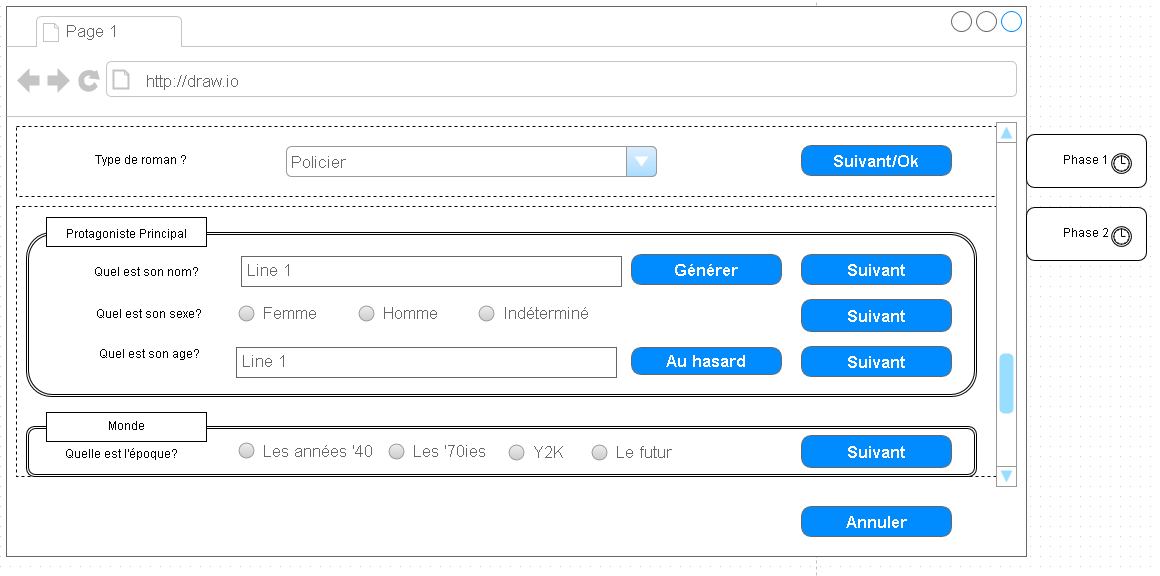 Page 1
http://draw.io
Type de roman ?
Policier
Suivant/Ok
Phase 1
Protagoniste Principal
Phase 2
Quel est son nom?
Line 1
Générer
Suivant
Quel est son sexe?
Femme
Homme
Indéterminé
Suivant
Quel est son age?
Line 1
Au hasard
Suivant
Monde
Quelle est l'époque?
Les années '40
Les '70ies
Y2K
Le futur
Suivant
Annuler